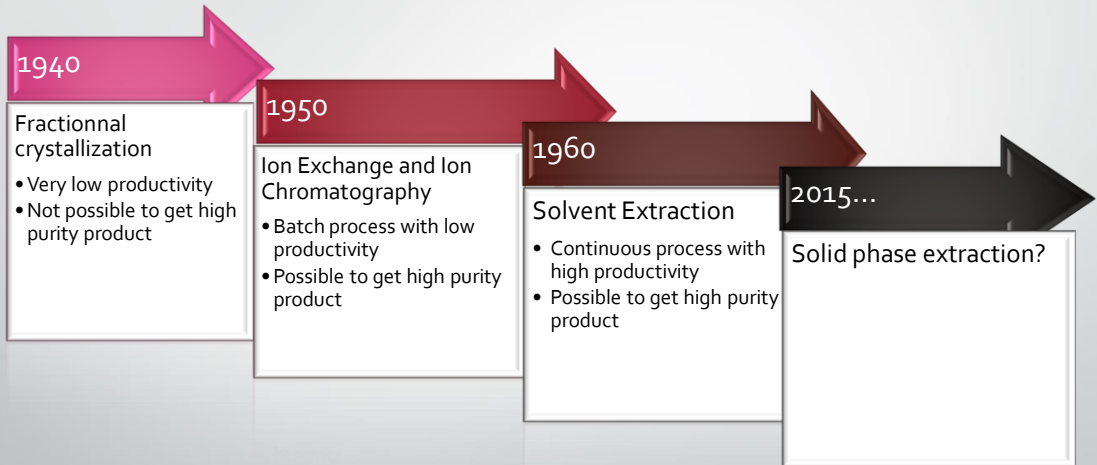 1940
Fractionnal
crystallization
• Very low productivity
• Not possible to get high
purity product
1950
Ion Exchange and Ion
Chromatography
• Batch process with low
productivity
• Possible to get high purity
product
1960
Solvent Extraction
• Continuous process with
high productivity
• Possible to get high purity
product
2015...
Solid phase extraction?